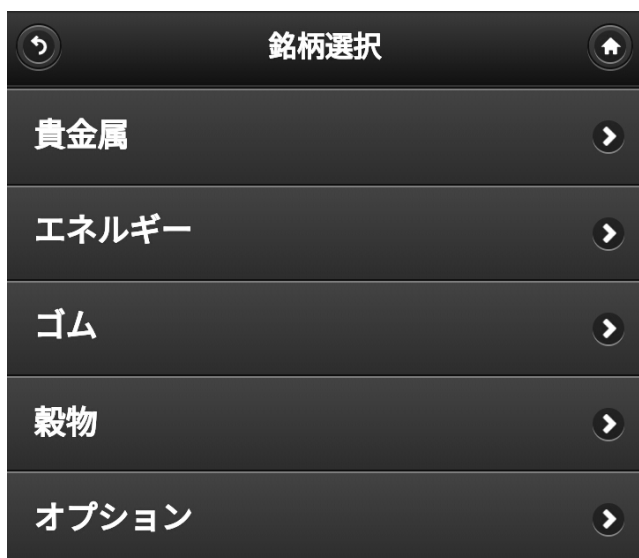 銘柄選択
貴金属
エネルギー
ゴム
穀物
オプション